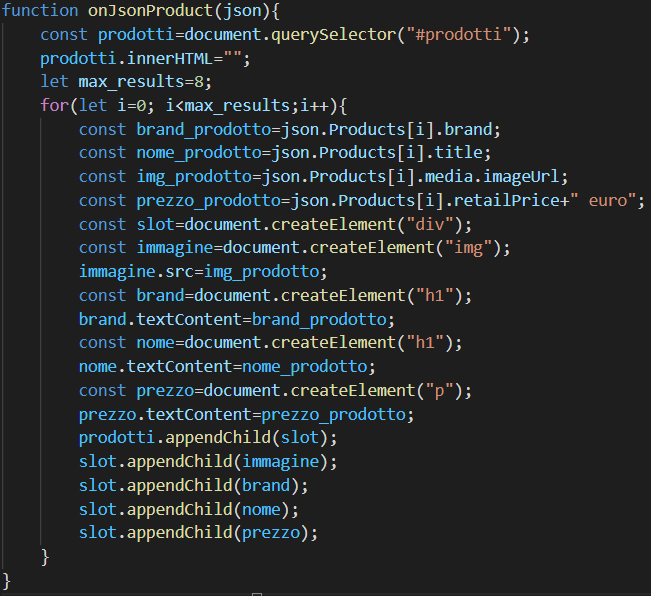 function onJsonProduct(json){
const prodotti=document.querySelector("#prodotti");
prodotti.innerHTML="";
let max_results=8;
for(let i=0; i<max_results;i++){
const brand_prodotto=json.Products[i].brand;
const nome_prodotto=json.Products[i].title;
const img_prodotto=json.Products[i].media.imageUrl;
const prezzo_prodotto=json.Products[i].retailPrice+" euro";
const slot=document.createElement("div");
const immagine=document.createElement("img");
immagine.src=img_prodotto;
const brand=document.createElement("h1");
brand.textContent=brand_prodotto;
const nome=document.createElement("h1");
nome.textContent=nome_prodotto;
const prezzo=document.createElement("p");
prezzo.textContent=prezzo_prodotto;
prodotti.appendChild(slot);
slot.appendChild(immagine);
slot.appendChild(brand);
slot.appendChild(nome);
slot.appendChild(prezzo);
}
}